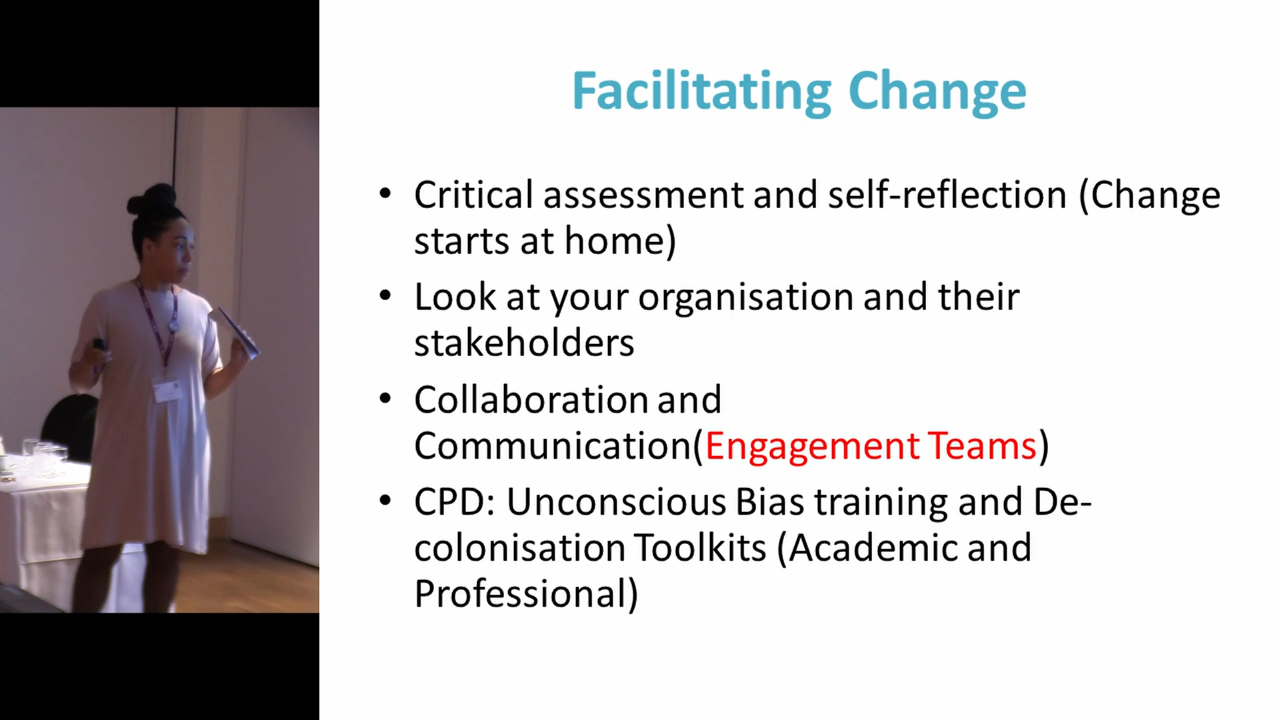 Facilitating Change
• Critical assessment and self-reflection (Change
starts at home)
• Look at your organisation and their
stakeholders
• Collaboration and
Communication(Engagement Teams)
• CPD: Unconscious Bias training and De-
colonisation Toolkits (Academic and
Professional)